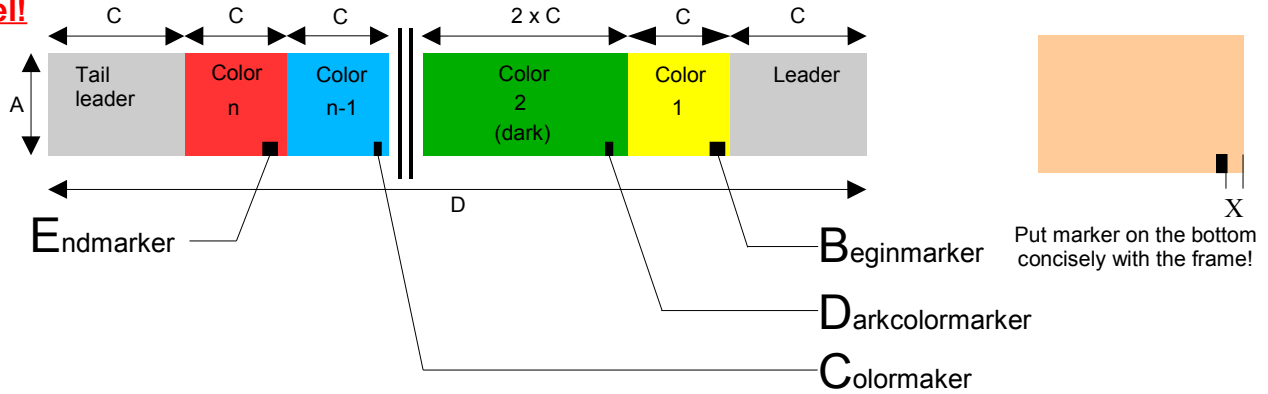 el!
C
C
C
2 x C
C
C
A
Tail
leader
Color
n
Color
n-1
Color
2
(dark)
Color
1
Leader
D
Endmarker
Beginmarker
Darkcolormarker
Colormaker
X
Put marker on the bottom
concisely with the frame!